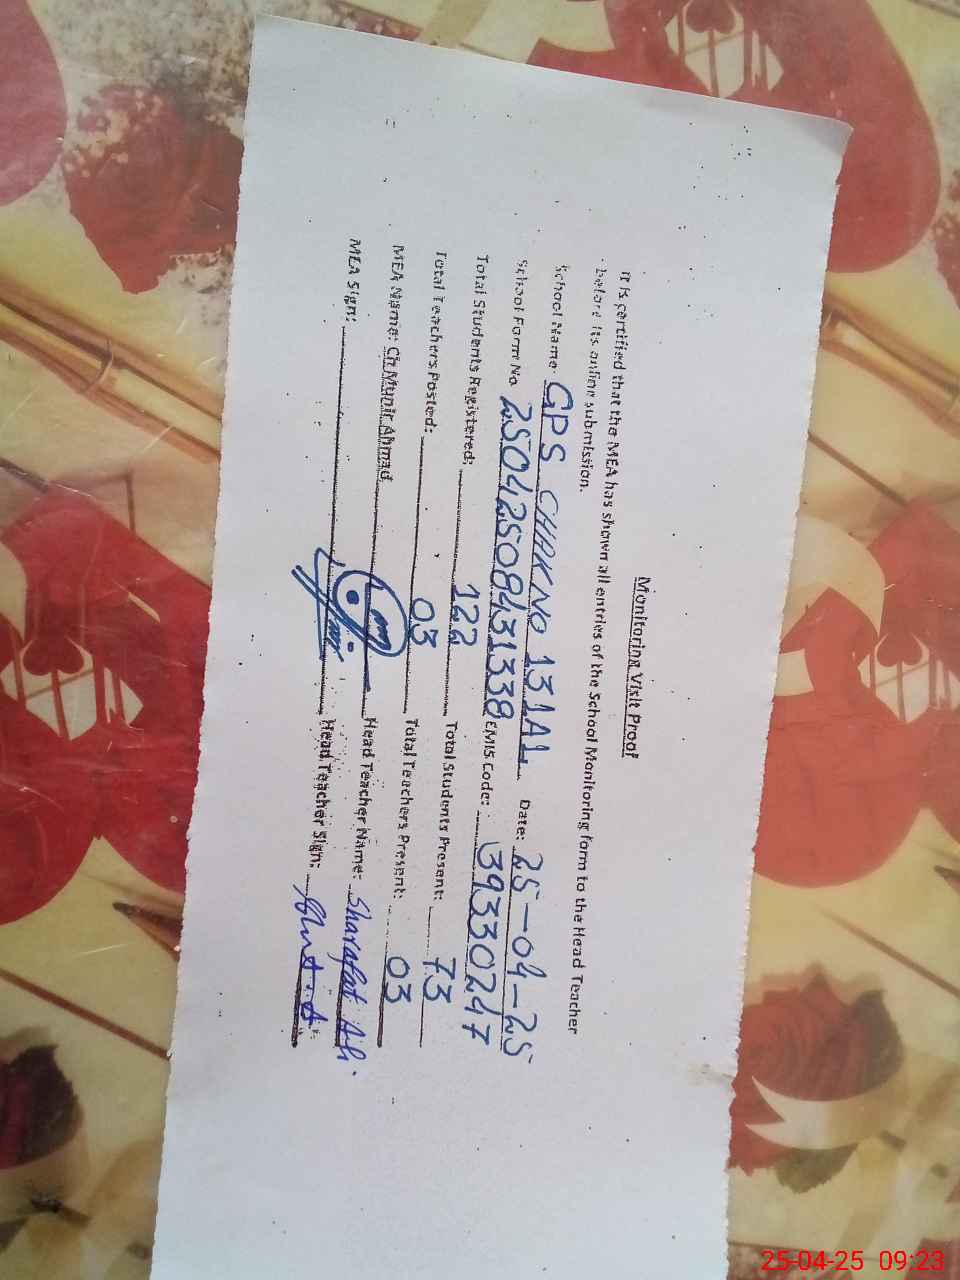 Monitoring Visit Proof
It is certified that the MEA has shown all entries of the School Monitoring form to the Head Teacher
before its online submission.
School Name: GPS CHAK NO 131A1 Date: 25-04-25
School Form No 25042508431338 EMIS Code: 39330247
Total Students Registered: 122 Total Students Present: 73
Total Teachers Posted: 03 Total Teachers Present: 03
MEA Name: Ch Munir Ahmad Head Teacher Name: Sharafat Ali
MEA Sign: Head Teacher Sign:
25-04-25 09:23